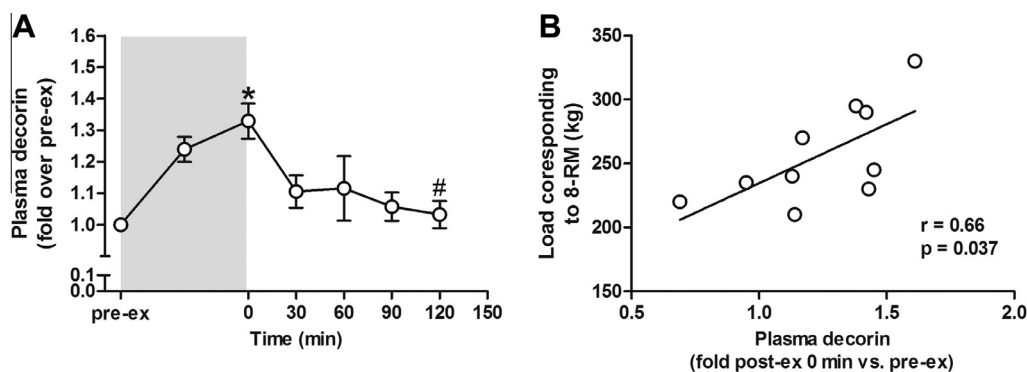 A
Plasma decorin
(fold over pre-ex)
1.6
1.5
1.4
1.3
1.2
1.1
1.0
0.1
0.0
*
#
pre-ex 0 30 60 90 120 150
Time (min)
B
Load coresponding
to 8-RM (kg)
350
300
250
200
150
r = 0.66
p = 0.037
0.5 1.0 1.5 2.0
Plasma decorin
(fold post-ex 0 min vs. pre-ex)